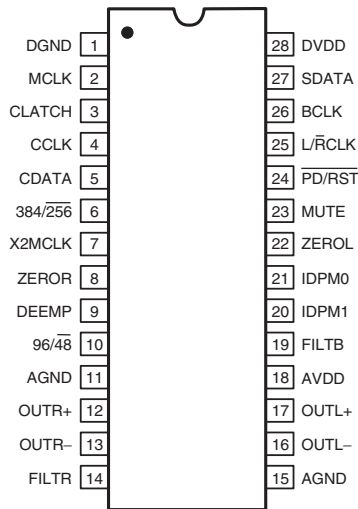 DGND 1 28 DVDD
MCLK 2 27 SDATA
CLATCH 3 26 BCLK
CCLK 4 25 L/R̅CLK
CDATA 5 24 P̅D̅/̅R̅S̅T̅
384/2̅5̅6̅ 6 23 MUTE
X2MCLK 7 22 ZEROL
ZEROR 8 21 IDPM0
DEEMP 9 20 IDPM1
96/4̅8̅ 10 19 FILTB
AGND 11 18 AVDD
OUTR+ 12 17 OUTL+
OUTR– 13 16 OUTL–
FILTR 14 15 AGND